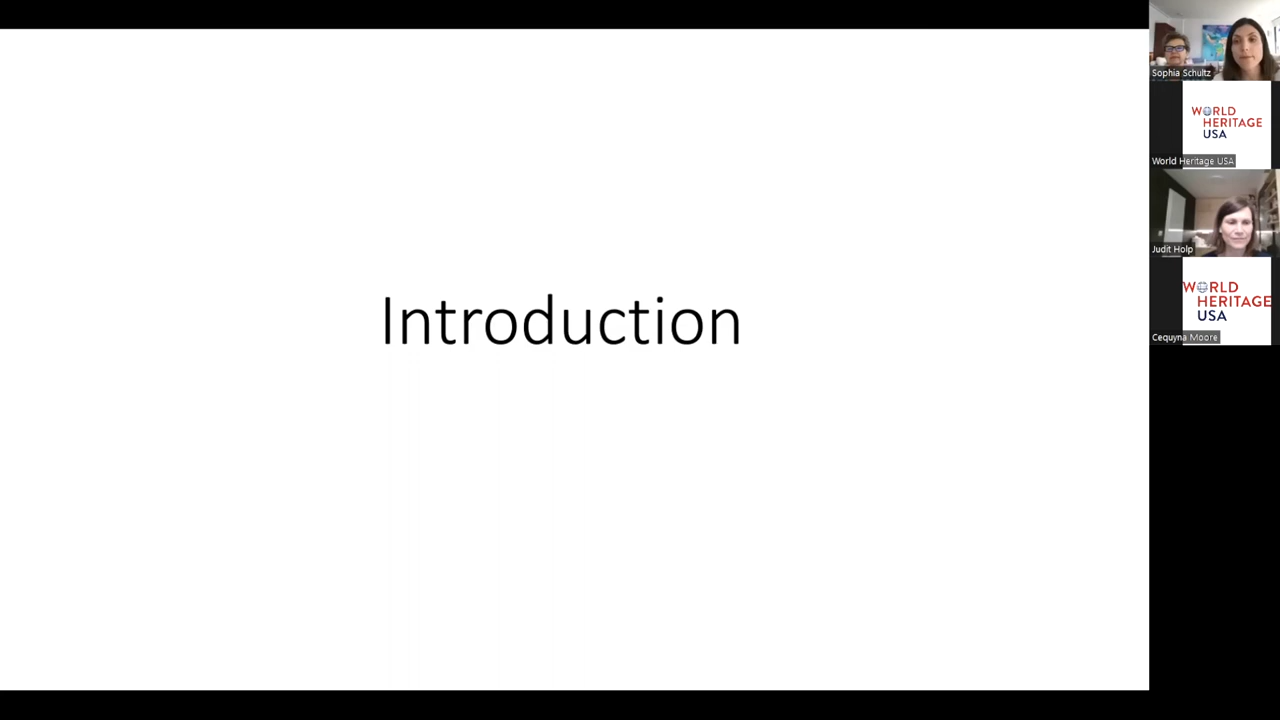 Introduction
Sophia Schultz
WORLD
HERITAGE
USA
World Heritage USA
Judit Holp
WORLD
HERITAGE
USA
Cequyna Moore